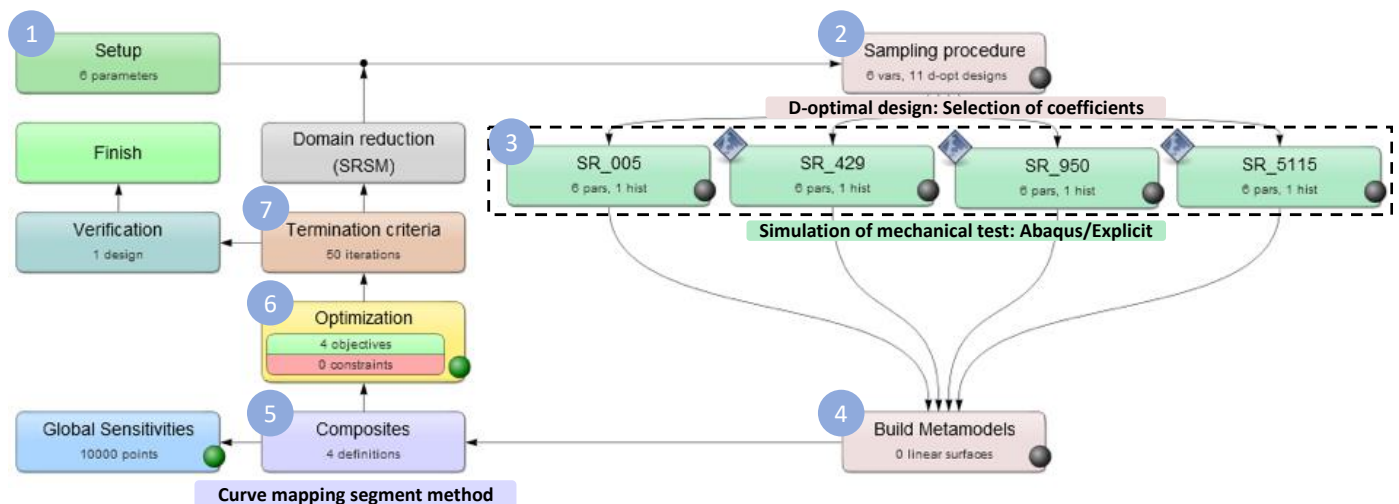 1
Setup
6 parameters
2
Sampling procedure
6 vars, 11 d-opt designs
D-optimal design: Selection of coefficients
Finish
Domain reduction
(SRSM)
3
SR_005
6 pars, 1 hist
SR_429
6 pars, 1 hist
SR_950
6 pars, 1 hist
SR_5115
6 pars, 1 hist
Simulation of mechanical test: Abaqus/Explicit
Verification
1 design
7
Termination criteria
50 iterations
6
Optimization
4 objectives
0 constraints
Global Sensitivities
10000 points
5
Composites
4 definitions
Curve mapping segment method
4
Build Metamodels
0 linear surfaces